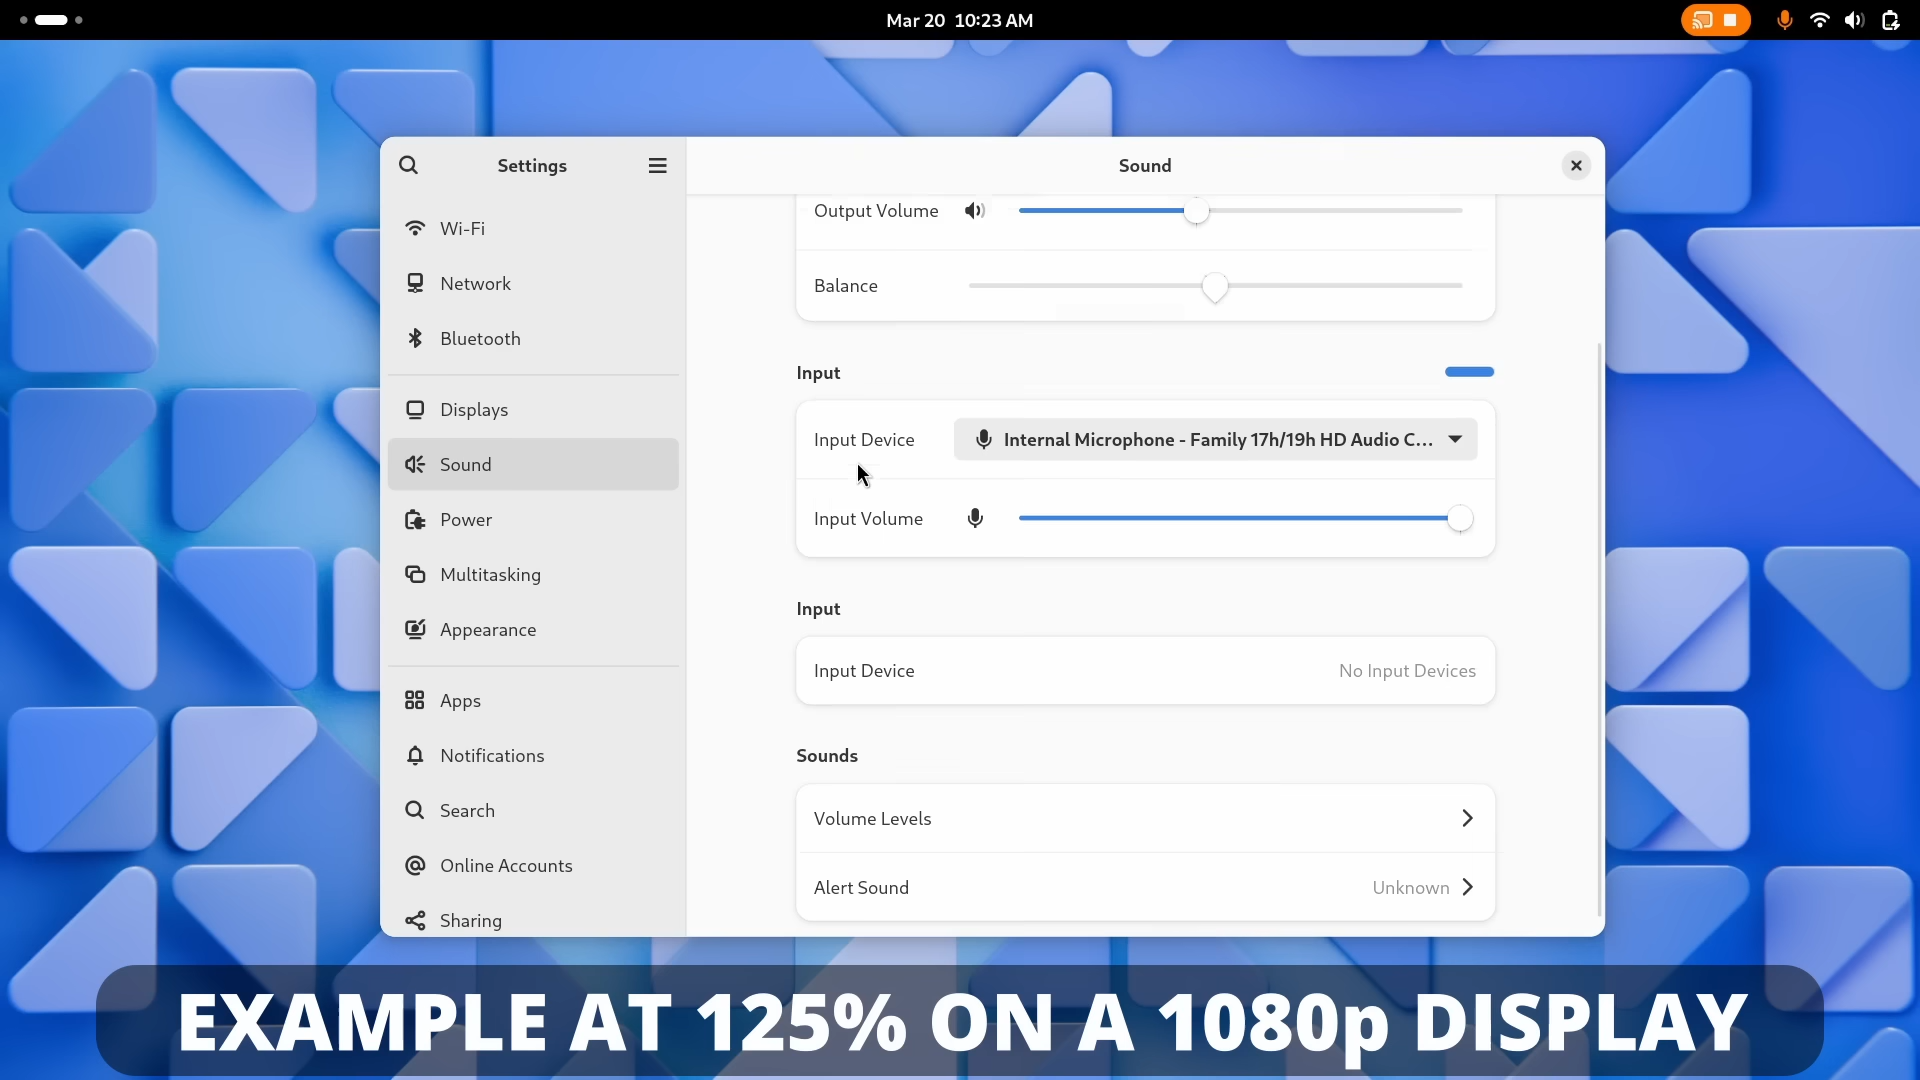 Mar 20 10:23 AM
Settings
Sound
Wi-Fi
Network
Bluetooth
Displays
Sound
Power
Multitasking
Appearance
Apps
Notifications
Search
Online Accounts
Sharing
Output Volume
Balance
Input
Input Device
Internal Microphone - Family 17h/19h HD Audio C...
Input Volume
Input
Input Device No Input Devices
Sounds
Volume Levels
Alert Sound Unknown
EXAMPLE AT 125% ON A 1080p DISPLAY